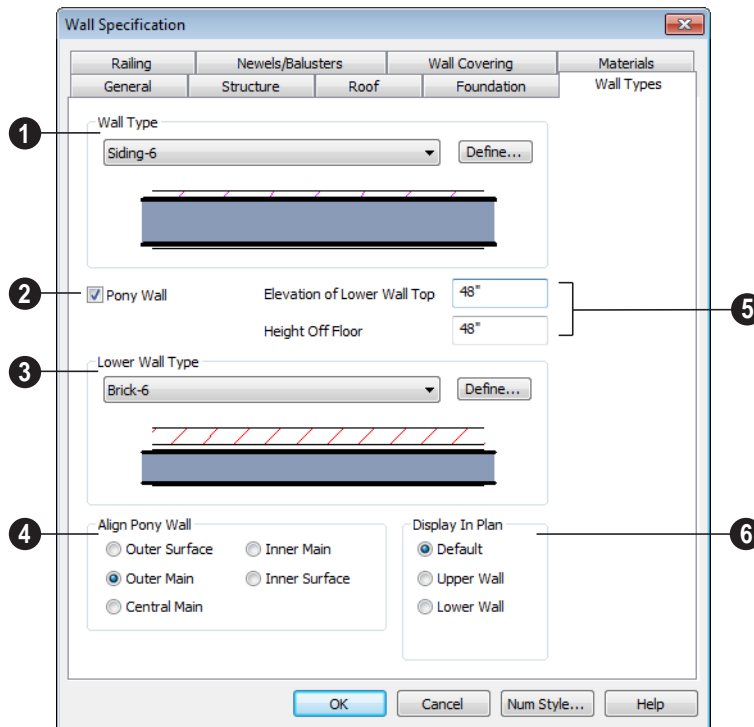 Wall Specification
Railing Newels/Balusters Wall Covering Materials
General Structure Roof Foundation Wall Types
1 Wall Type
Siding-6 Define...
2 Pony Wall Elevation of Lower Wall Top 48"
5
Height Off Floor 48"
3 Lower Wall Type
Brick-6 Define...
4 Align Pony Wall Display In Plan 6
Outer Surface Inner Main Default
Outer Main Inner Surface Upper Wall
Central Main Lower Wall
OK Cancel Num Style... Help